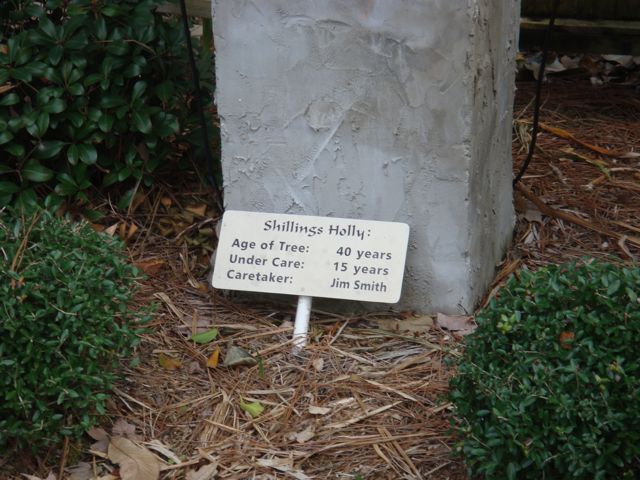 Shillings Holly:
Age of Tree: 40 years
Under Care: 15 years
Caretaker: Jim Smith